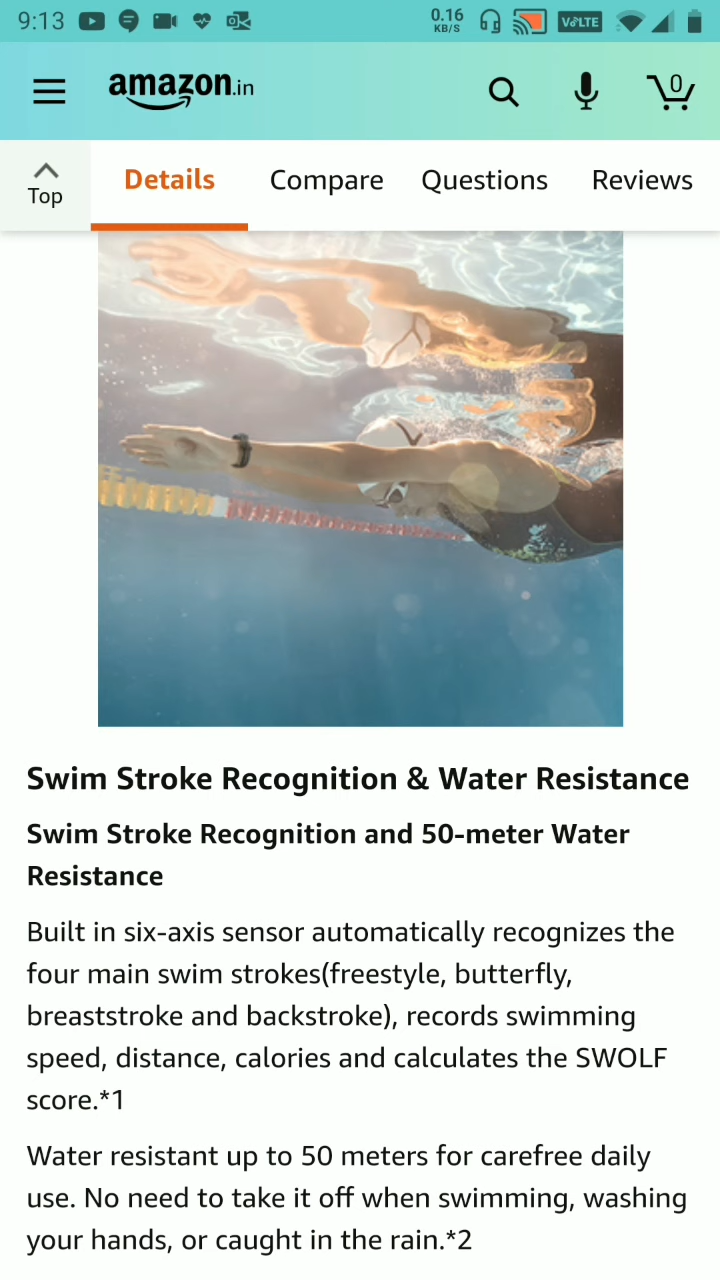 9:13
0.16
KB/S
VoLTE
amazon.in
0
Top
Details
Compare
Questions
Reviews
Swim Stroke Recognition & Water Resistance
Swim Stroke Recognition and 50-meter Water
Resistance
Built in six-axis sensor automatically recognizes the
four main swim strokes(freestyle, butterfly,
breaststroke and backstroke), records swimming
speed, distance, calories and calculates the SWOLF
score.*1
Water resistant up to 50 meters for carefree daily
use. No need to take it off when swimming, washing
your hands, or caught in the rain.*2